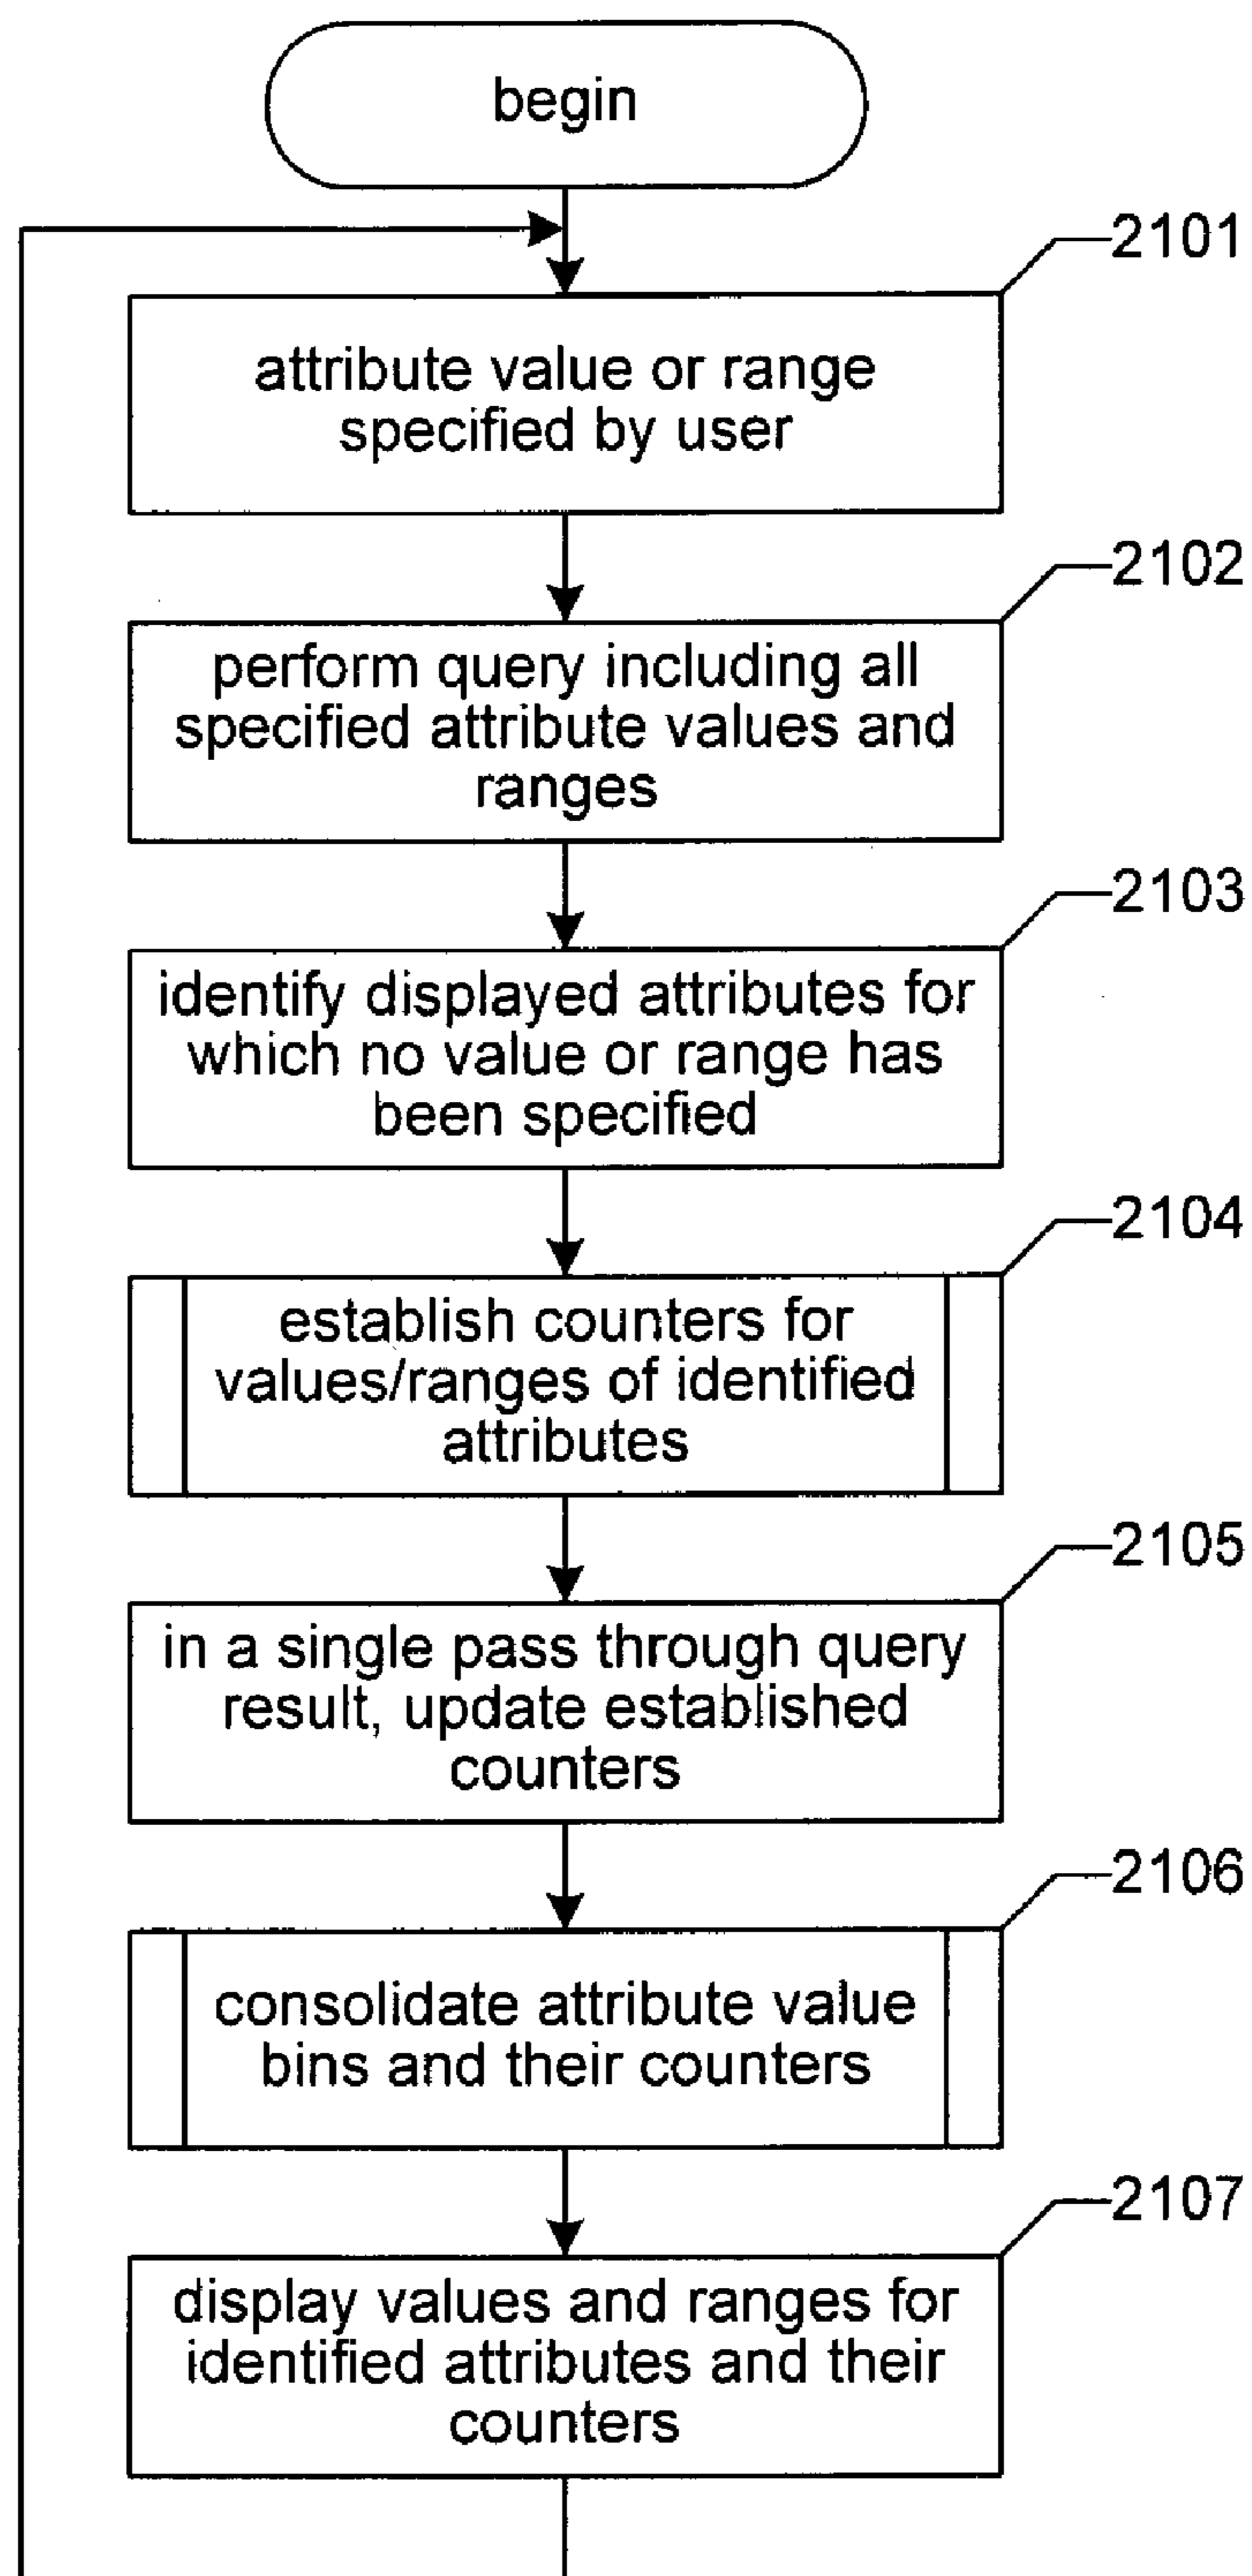 begin
2101
attribute value or range
specified by user
2102
perform query including all
specified attribute values and
ranges
2103
identify displayed attributes for
which no value or range has
been specified
2104
establish counters for
values/ranges of identified
attributes
2105
in a single pass through query
result, update established
counters
2106
consolidate attribute value
bins and their counters
2107
display values and ranges for
identified attributes and their
counters